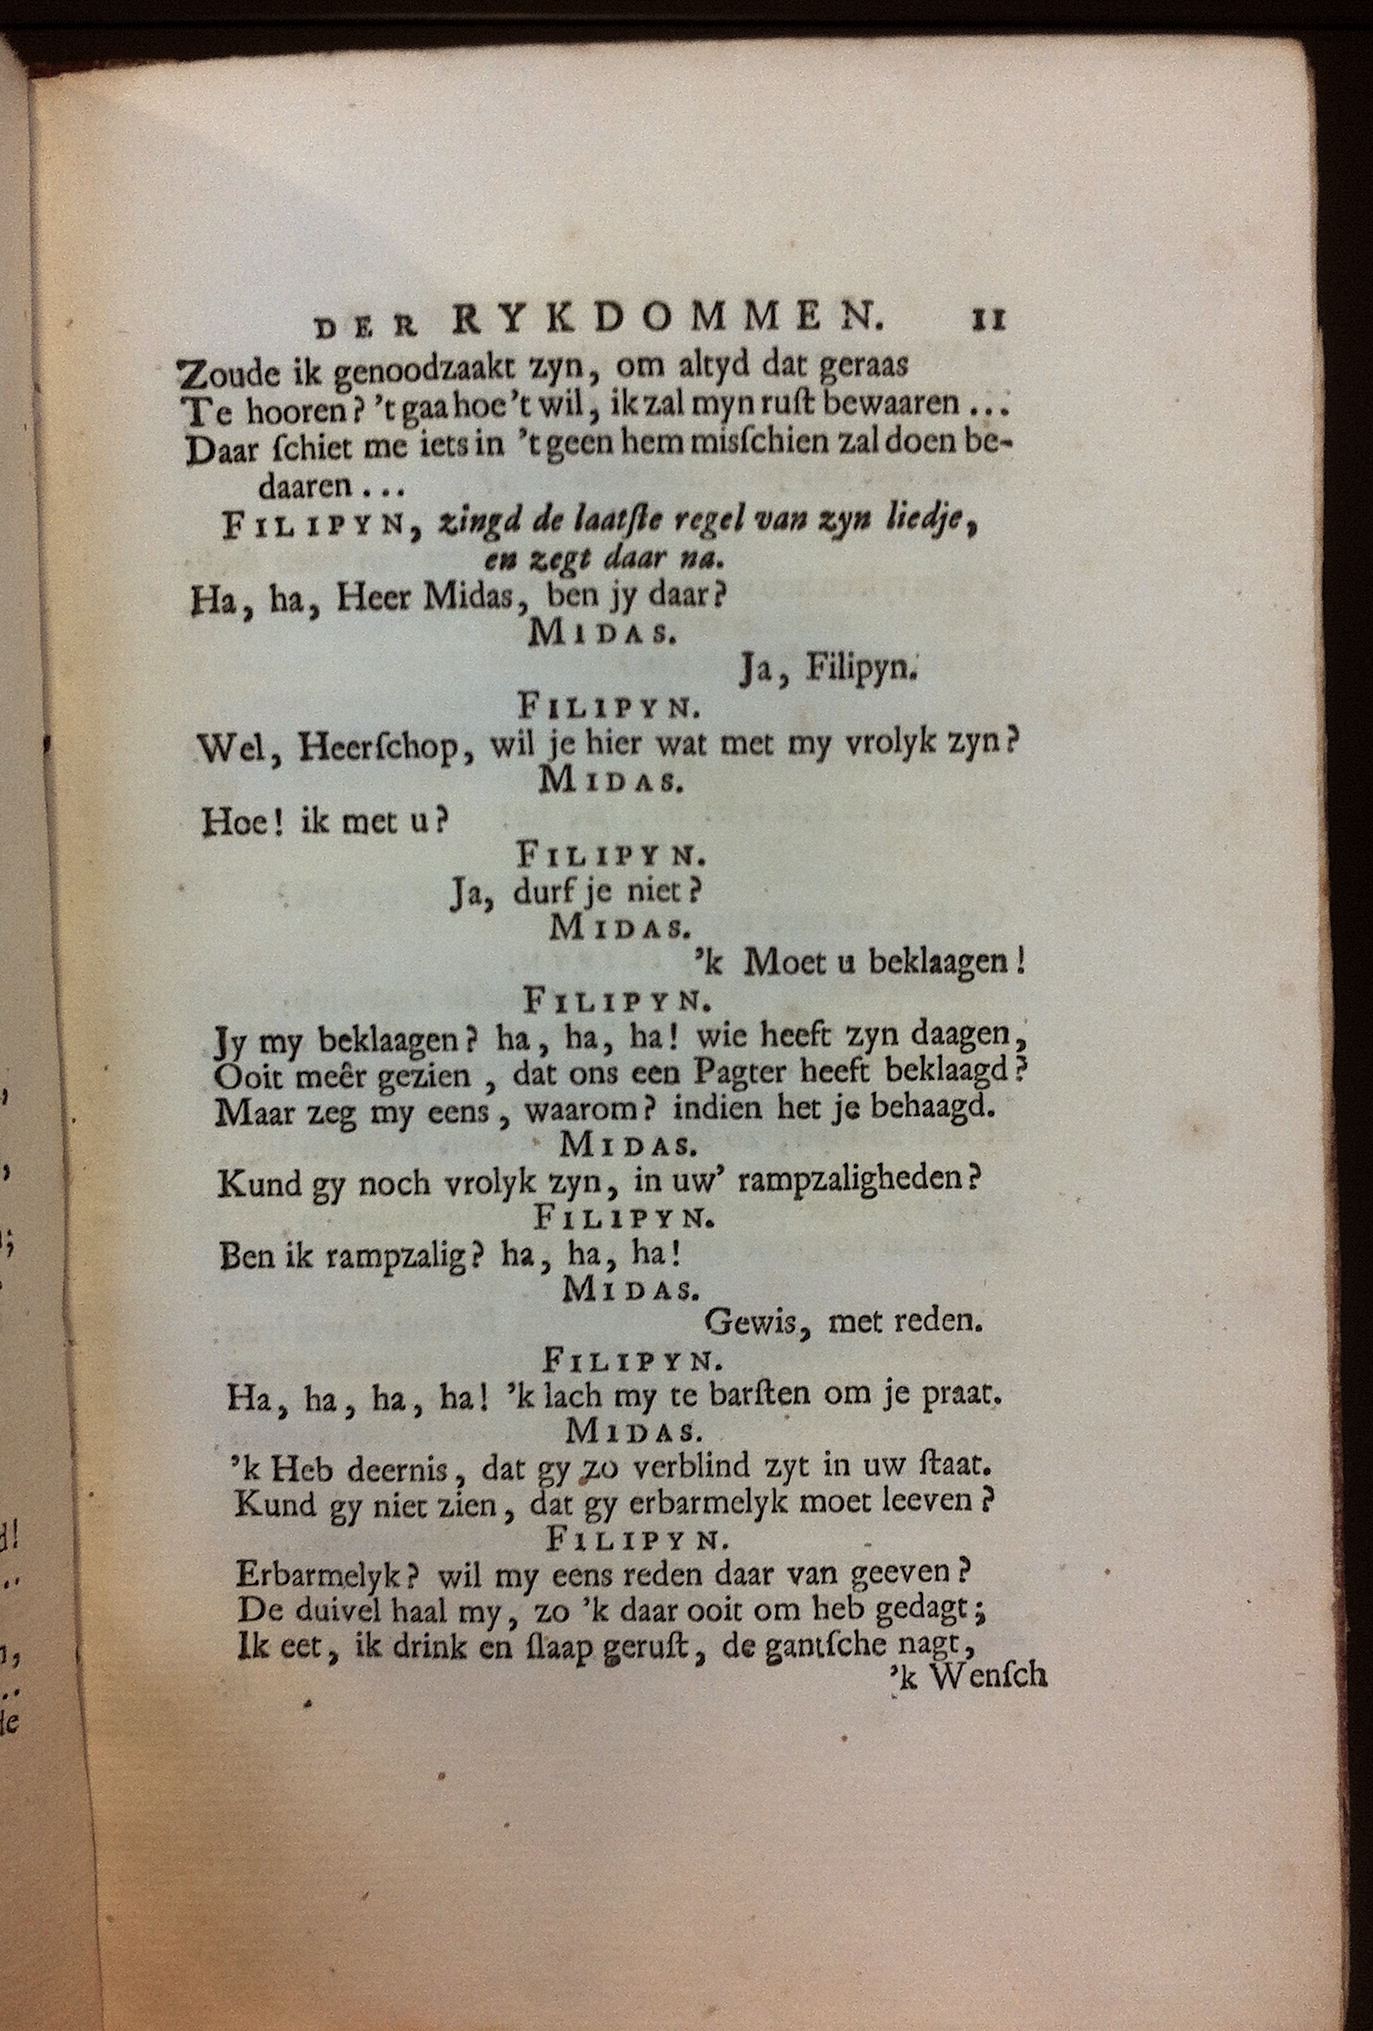 DER RYKDOMMEN. 11
Zoude ik genoodzaakt zyn, om altyd dat geraas
Te hooren? 't gaa hoe 't wil, ik zal myn ruſt bewaaren ...
Daar ſchiet me iets in 't geen hem misſchien zal doen be-
daaren ...
FILIPYN, zingd de laatſte regel van zyn liedje,
en zegt daar na.
Ha, ha, Heer Midas, ben jy daar?
MIDAS.
Ja, Filipyn.
FILIPYN.
Wel, Heerſchop, wil je hier wat met my vrolyk zyn?
MIDAS.
Hoe! ik met u?
FILIPYN.
Ja, durf je niet?
MIDAS.
'k Moet u beklaagen!
FILIPYN.
Jy my beklaagen? ha, ha, ha! wie heeft zyn daagen,
Ooit meêr gezien, dat ons een Pagter heeft beklaagd?
Maar zeg my eens, waarom? indien het je behaagd.
MIDAS.
Kund gy noch vrolyk zyn, in uw' rampzaligheden?
FILIPYN.
Ben ik rampzalig? ha, ha, ha!
MIDAS.
Gewis, met reden.
FILIPYN.
Ha, ha, ha, ha! 'k lach my te barſten om je praat.
MIDAS.
'k Heb deernis, dat gy zo verblind zyt in uw ſtaat.
Kund gy niet zien, dat gy erbarmelyk moet leeven?
FILIPYN.
Erbarmelyk? wil my eens reden daar van geeven?
De duivel haal my, zo 'k daar ooit om heb gedagt;
Ik eet, ik drink en ſlaap geruſt, de gantſche nagt,
'k Wenſch